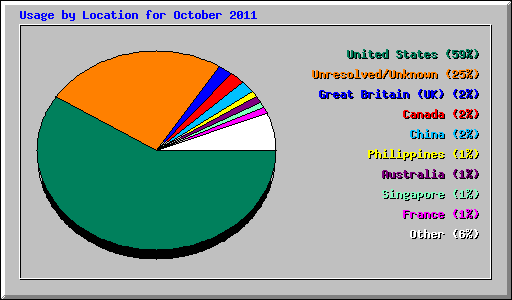 Usage by Location for October 2011
United States (59%)
Unresolved/Unknown (25%)
Great Britain (UK) (2%)
Canada (2%)
China (2%)
Philippines (1%)
Australia (1%)
Singapore (1%)
France (1%)
Other (6%)